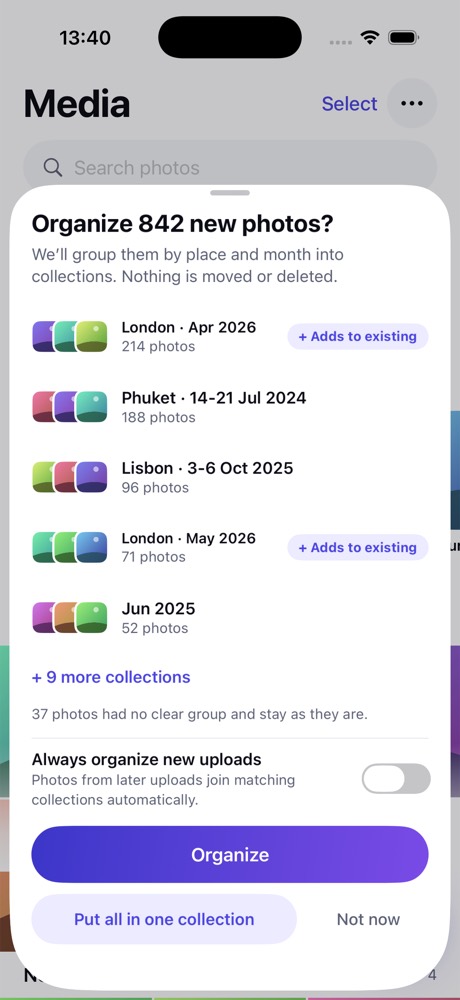 13:40
Media
Select
Search photos
Organize 842 new photos?
We’ll group them by place and month into
collections. Nothing is moved or deleted.
London · Apr 2026
+ Adds to existing
214 photos
Phuket · 14-21 Jul 2024
188 photos
Lisbon · 3-6 Oct 2025
96 photos
London · May 2026
+ Adds to existing
71 photos
Jun 2025
52 photos
+ 9 more collections
37 photos had no clear group and stay as they are.
Always organize new uploads
Photos from later uploads join matching
collections automatically.
Organize
Put all in one collection
Not now
4